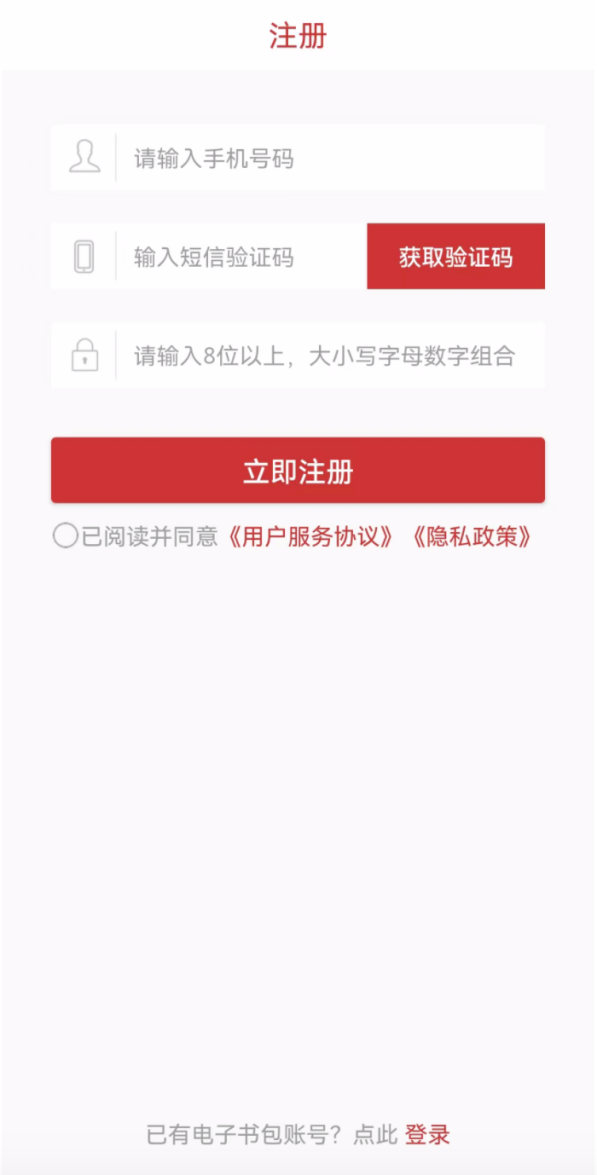 注册
请输入手机号码
输入短信验证码 获取验证码
请输入8位以上，大小写字母数字组合
立即注册
已阅读并同意《用户服务协议》《隐私政策》
已有电子书包账号？点此 登录